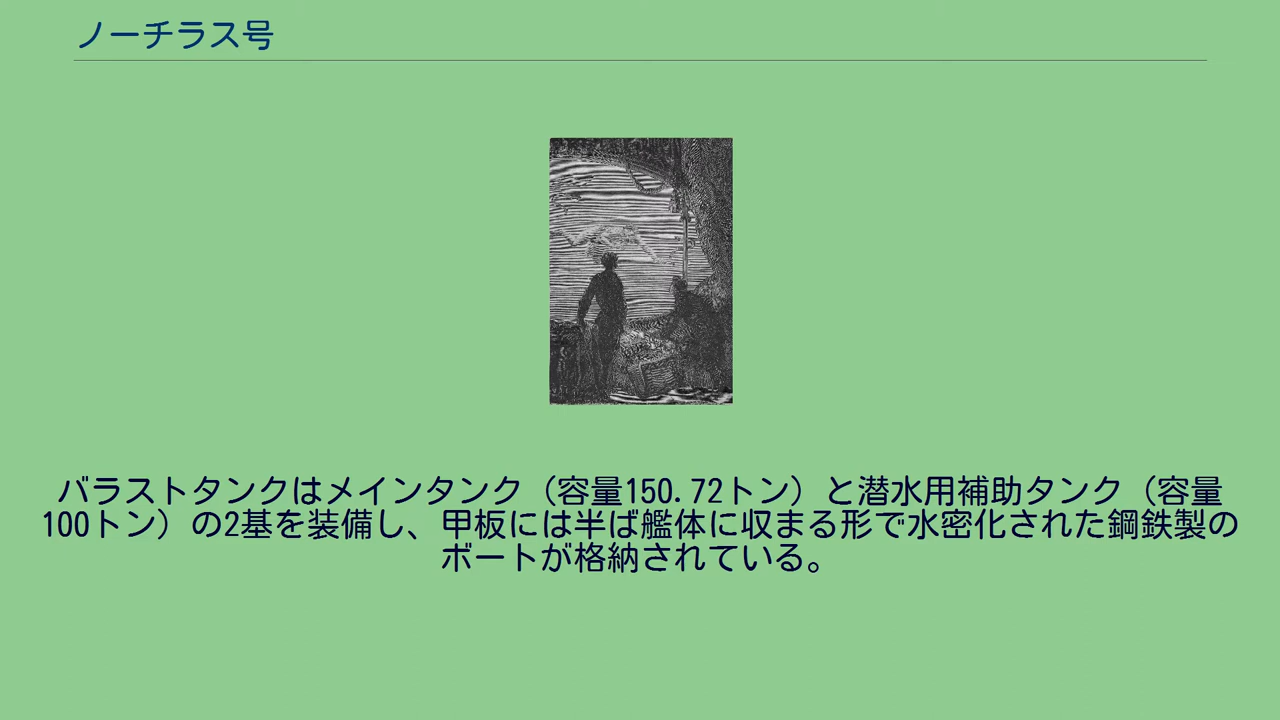 ノーチラス号
バラストタンクはメインタンク（容量150.72トン）と潜水用補助タンク（容量
100トン）の2基を装備し、甲板には半ば艦体に収まる形で水密化された鋼鉄製の
ボートが格納されている。